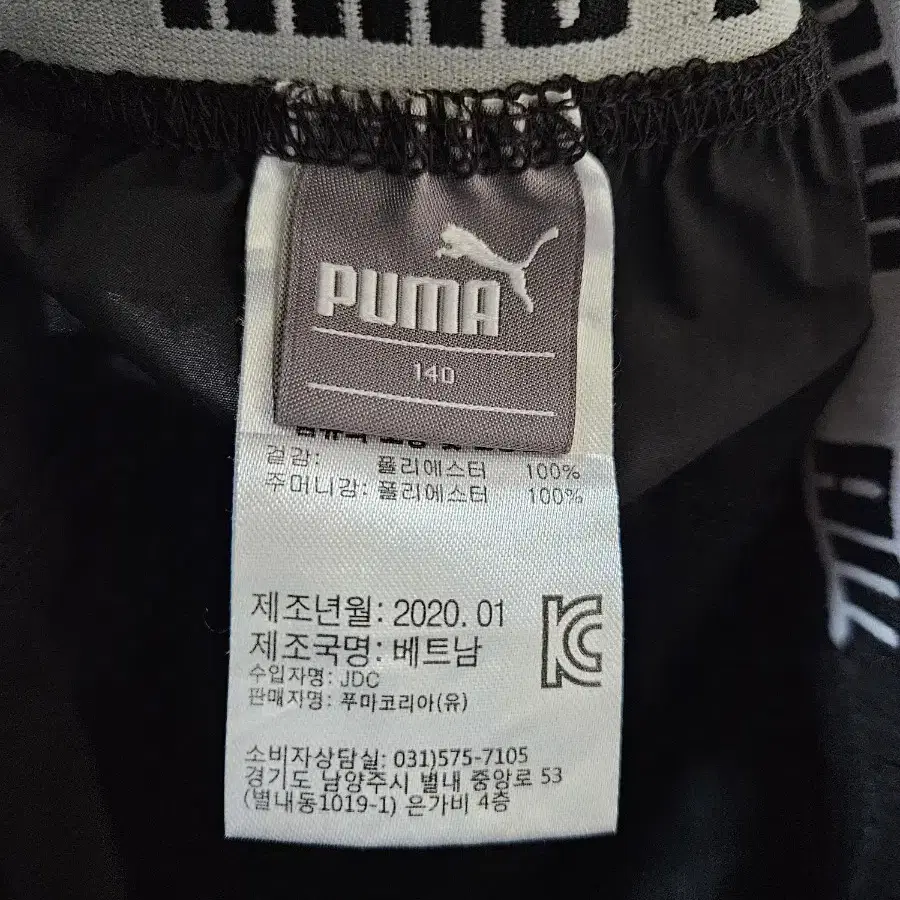 PUMA
140
겉감: 폴리에스터 100%
주머니감: 폴리에스터 100%
제조년월: 2020. 01
제조국명: 베트남
수입자명: JDC
판매자명: 푸마코리아(유)
소비자상담실: 031)575-7105
경기도 남양주시 별내 중앙로 53
(별내동1019-1) 은가비 4층